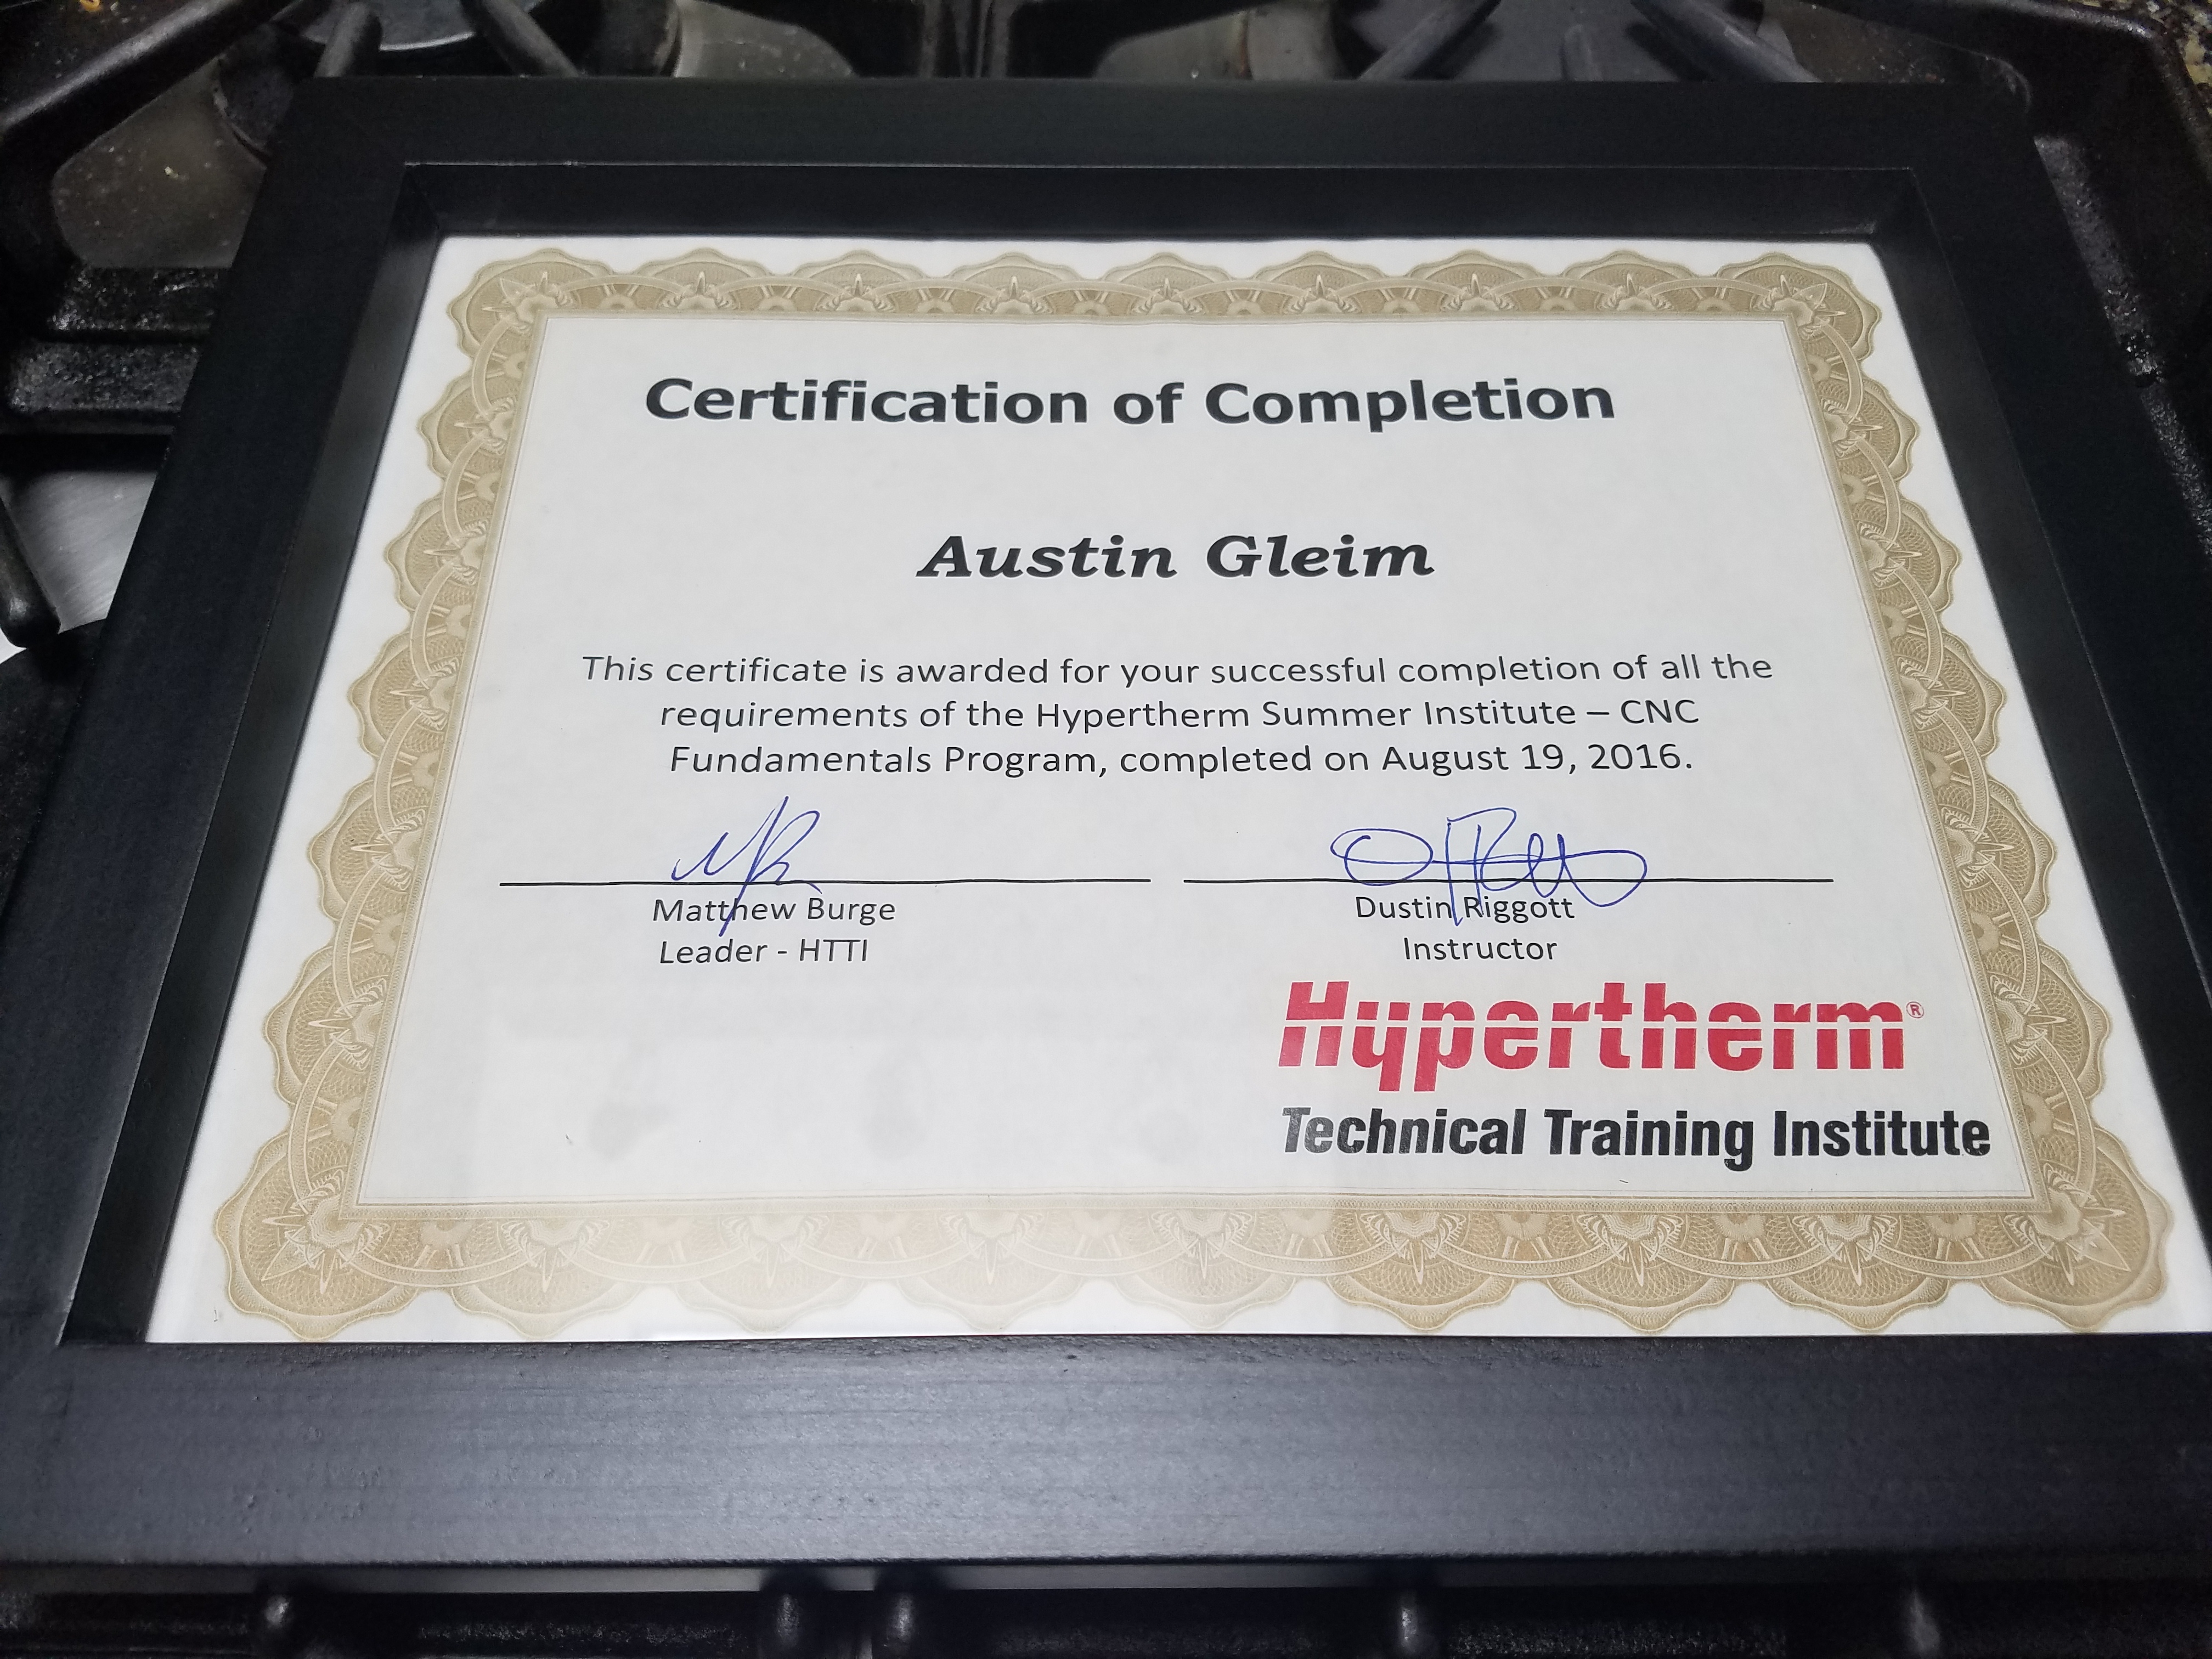 Certification of Completion
Austin Gleim
This certificate is awarded for your successful completion of all the
requirements of the Hypertherm Summer Institute – CNC
Fundamentals Program, completed on August 19, 2016.
Matthew Burge
Leader - HTTI
Dustin Riggott
Instructor
Hypertherm®
Technical Training Institute